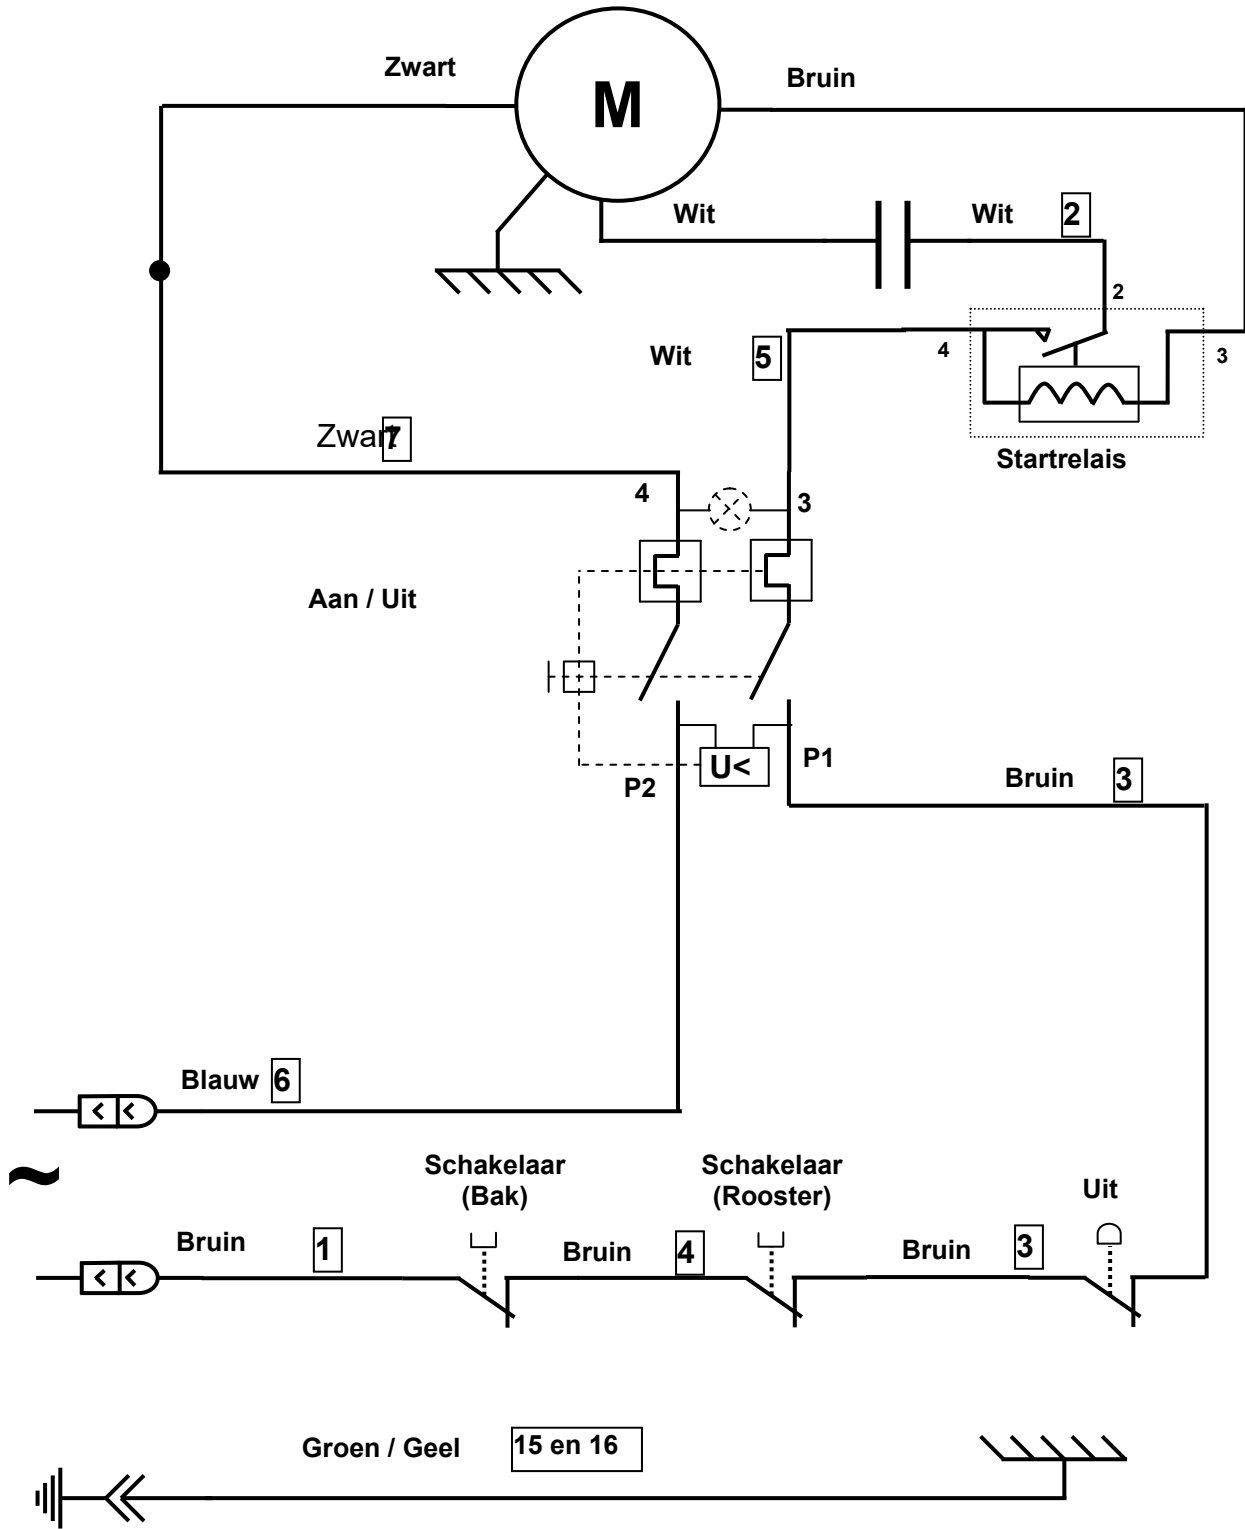 Zwart
M
Bruin
Wit
Wit 2
2
Wit 5
4
3
Startrelais
Zwart 7
4
3
Aan / Uit
U<
P1
P2
Bruin 3
Blauw 6
~
Schakelaar
(Bak)
Schakelaar
(Rooster)
Uit
Bruin 1
Bruin 4
Bruin 3
Groen / Geel 15 en 16